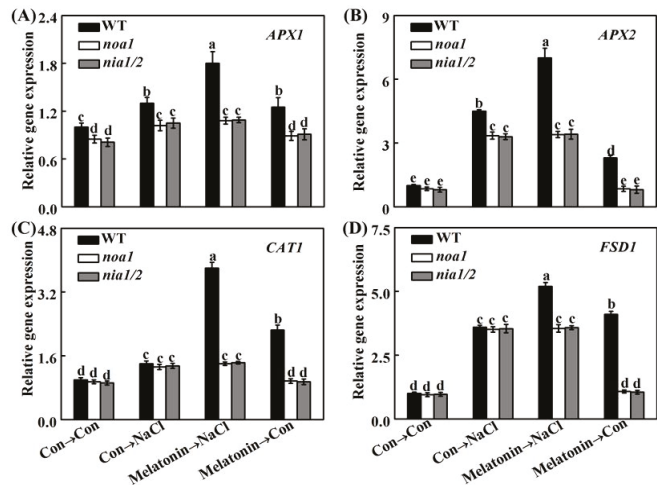 (A)
WT
noa1
nia1/2
APX1
Relative gene expression
2.4
1.8
1.2
0.6
0.0
c d d
b c c
a c c
b d d
(B)
WT
noa1
nia1/2
APX2
Relative gene expression
9
6
3
0
e e e
b c c
a c c
d e e
(C)
WT
noa1
nia1/2
CAT1
Relative gene expression
4.8
3.2
1.6
0.0
d d d
c c c
a c c
b d d
Con→Con
Con→NaCl
Melatonin→NaCl
Melatonin→Con
(D)
WT
noa1
nia1/2
FSD1
Relative gene expression
7.5
5.0
2.5
0.0
d d d
c c c
a c c
b d d
Con→Con
Con→NaCl
Melatonin→NaCl
Melatonin→Con